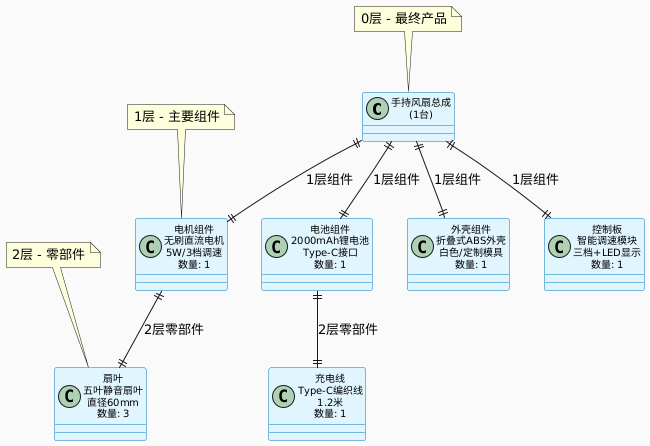 0层 - 最终产品
C
手持风扇总成
(1台)
1层 - 主要组件
1层组件
1层组件
1层组件
1层组件
C
电机组件
无刷直流电机
5W/3档调速
数量: 1
C
电池组件
2000mAh锂电池
Type-C接口
数量: 1
C
外壳组件
折叠式ABS外壳
白色/定制模具
数量: 1
C
控制板
智能调速模块
三档+LED显示
数量: 1
2层 - 零部件
2层零部件
2层零部件
C
扇叶
五叶静音扇叶
直径60mm
数量: 3
C
充电线
Type-C编织线
1.2米
数量: 1